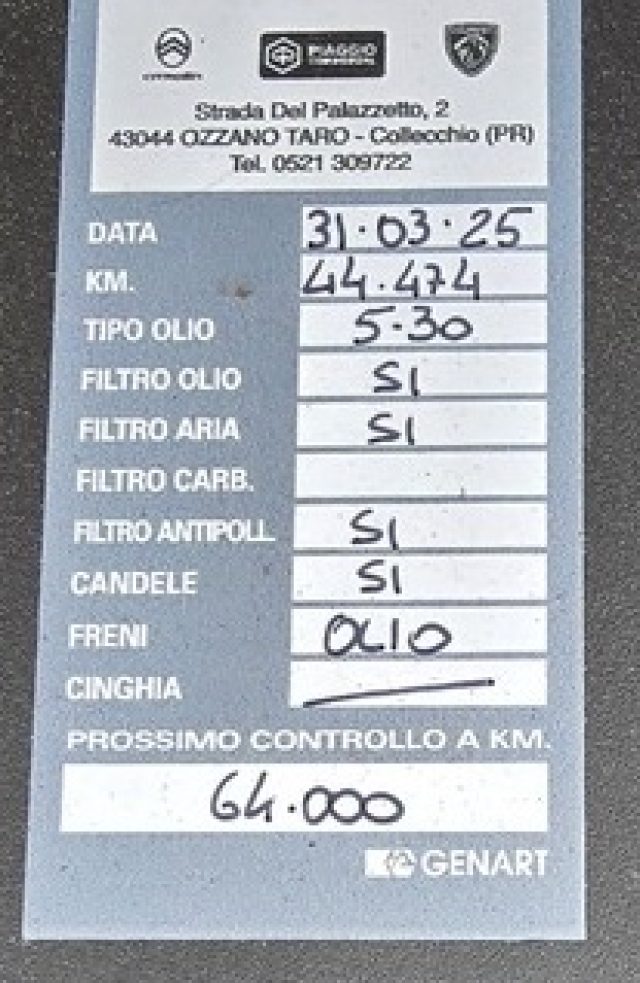 CITROËN
PIAGGIO
COMMERCIAL
Strada Del Palazzetto, 2
43044 OZZANO TARO - Collecchio (PR)
Tel. 0521 309722
DATA 31·03·25
KM. 44.474
TIPO OLIO 5·30
FILTRO OLIO SI
FILTRO ARIA SI
FILTRO CARB.
FILTRO ANTIPOLL. SI
CANDELE SI
FRENI OLIO
CINGHIA
PROSSIMO CONTROLLO A KM.
64.000
GENART